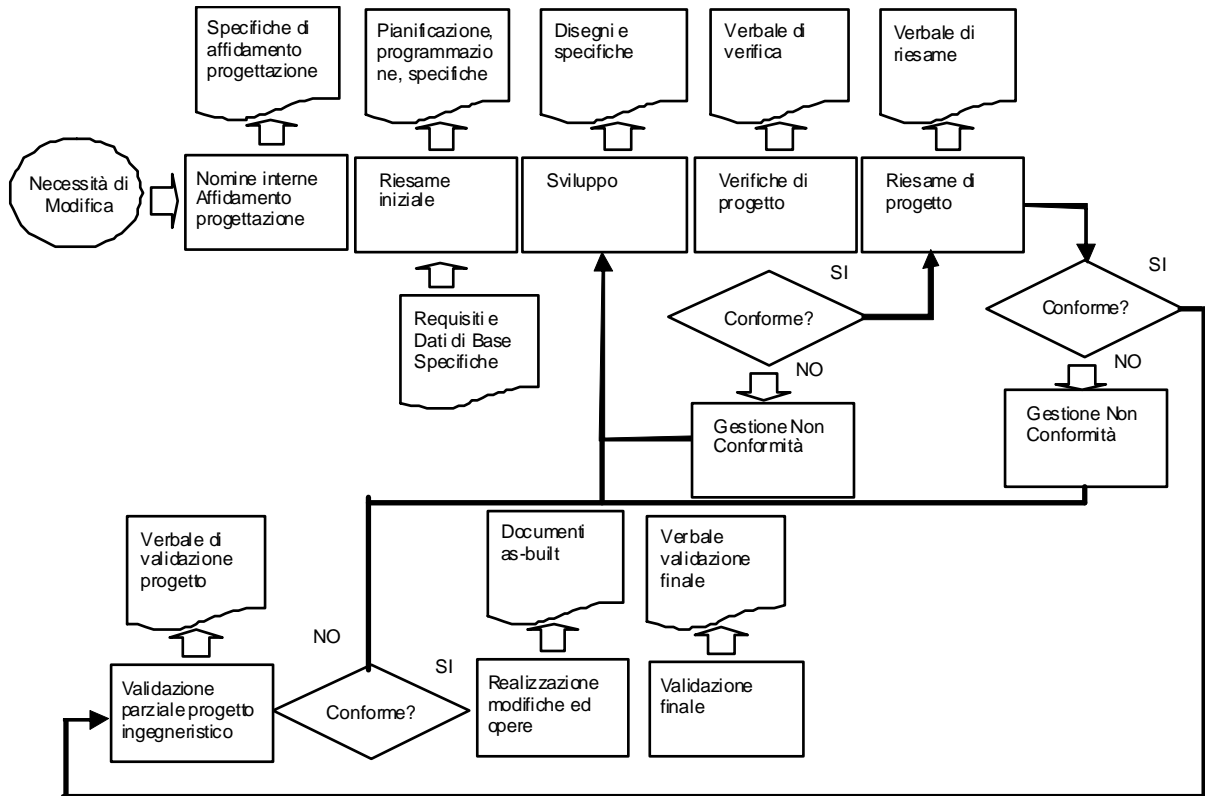 Specifiche di
affidamento
progettazione
Pianificazione,
programmazio
ne, specifiche
Disegni e
specifiche
Verbale di
verifica
Verbale di
riesame
Necessità di
Modifica
Nomine interne
Affidamento
progettazione
Riesame
iniziale
Sviluppo
Verifiche di
progetto
Riesame di
progetto
Requisiti e
Dati di Base
Specifiche
SI
Conforme?
NO
SI
Conforme?
NO
Gestione Non
Conformità
Gestione Non
Conformità
Verbale di
validazione
progetto
Documenti
as-built
Verbale
validazione
finale
NO
SI
Validazione
parziale progetto
ingegneristico
Conforme?
Realizzazione
modifiche ed
opere
Validazione
finale